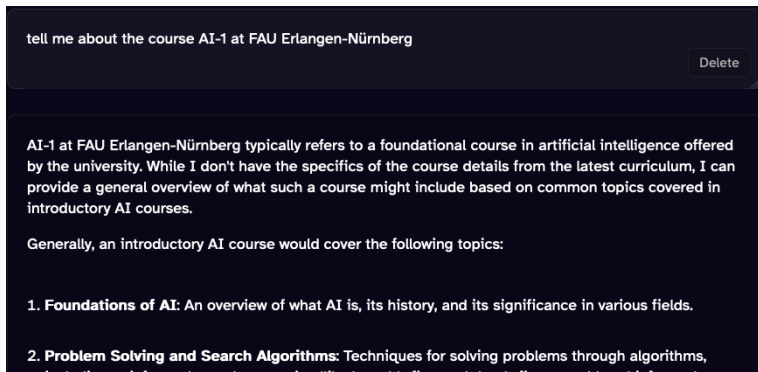 tell me about the course AI-1 at FAU Erlangen-Nürnberg
Delete
AI-1 at FAU Erlangen-Nürnberg typically refers to a foundational course in artificial intelligence offered
by the university. While I don't have the specifics of the course details from the latest curriculum, I can
provide a general overview of what such a course might include based on common topics covered in
introductory AI courses.
Generally, an introductory AI course would cover the following topics:
1. Foundations of AI: An overview of what AI is, its history, and its significance in various fields.
2. Problem Solving and Search Algorithms: Techniques for solving problems through algorithms,